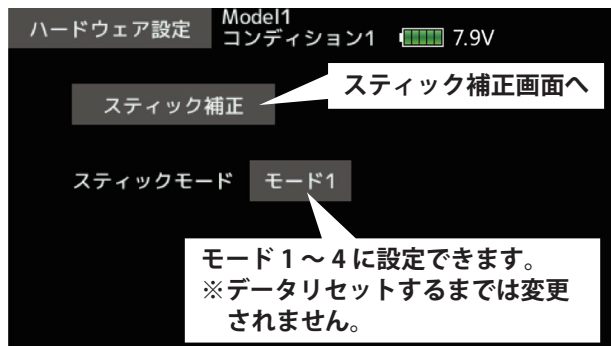 ハードウェア設定
Model1
コンディション1
7.9V
スティック補正
スティック補正画面へ
スティックモード
モード1
モード 1 ～ 4 に設定できます。
※データリセットするまでは変更
されません。